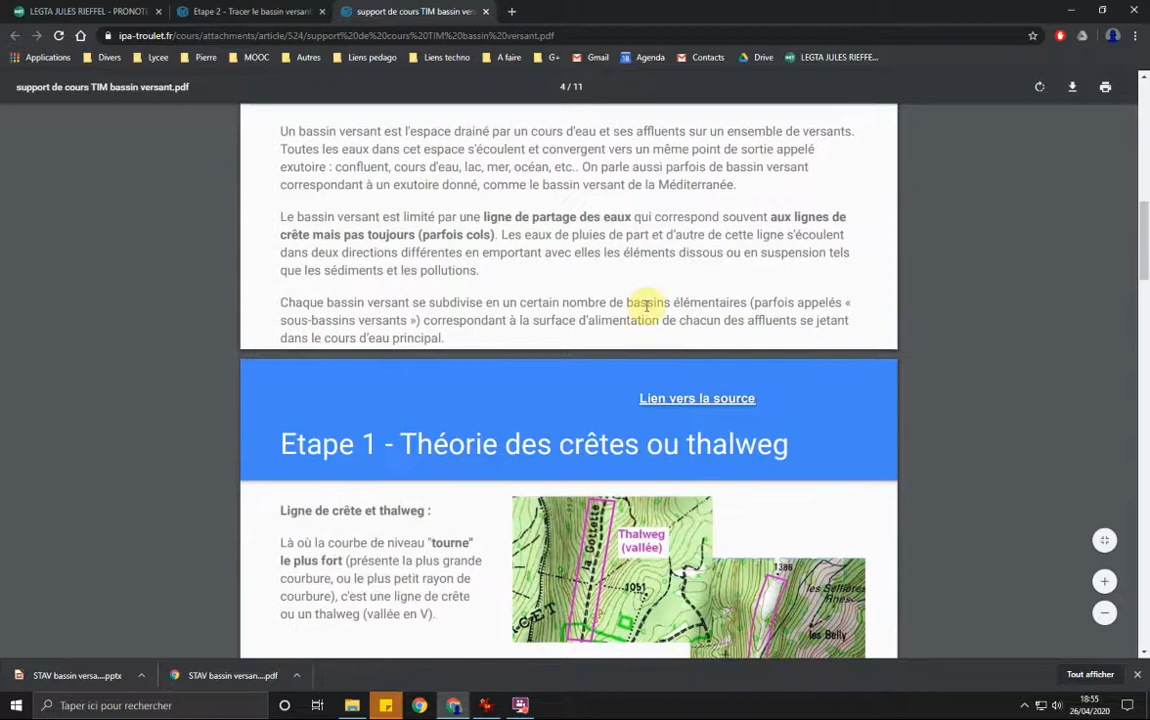 LEGTA JULES RIEFFEL - PRONOTE
Etape 2 - Tracer le bassin versant
support de cours TIM bassin ver
ipa-troulet.fr/cours/attachments/article/524/support%20de%20cours%20TIM%20bassin%20versant.pdf
Applications Divers Lycee Pierre MOOC Autres Liens pedago G+ Liens techno A faire Gmail Agenda Contacts Drive LEGTA JULES RIEFFE...
support de cours TIM bassin versant.pdf
4 / 11
Un bassin versant est l'espace drainé par un cours d'eau et ses affluents sur un ensemble de versants.
Toutes les eaux dans cet espace s'écoulent et convergent vers un même point de sortie appelé
exutoire : confluent, cours d'eau, lac, mer, océan, etc.. On parle aussi parfois de bassin versant
correspondant à un exutoire donné, comme le bassin versant de la Méditerranée.
Le bassin versant est limité par une ligne de partage des eaux qui correspond souvent aux lignes de
crête mais pas toujours (parfois cols). Les eaux de pluies de part et d'autre de cette ligne s'écoulent
dans deux directions différentes en emportant avec elles les éléments dissous ou en suspension tels
que les sédiments et les pollutions.
Chaque bassin versant se subdivise en un certain nombre de bassins élémentaires (parfois appelés «
sous-bassins versants ») correspondant à la surface d'alimentation de chacun des affluents se jetant
dans le cours d'eau principal.
Lien vers la source
Etape 1 - Théorie des crêtes ou thalweg
Ligne de crête et thalweg :
Là où la courbe de niveau "tourne"
le plus fort (présente la plus grande
courbure, ou le plus petit rayon de
courbure), c'est une ligne de crête
ou un thalweg (vallée en V).
la Gottette
Thalweg
(vallée)
1051
1386
les Sellières
Fnes
les Belly
STAV bassin versa....pptx
STAV bassin versan....pdf
Tout afficher
Taper ici pour rechercher
18:55
26/04/2020